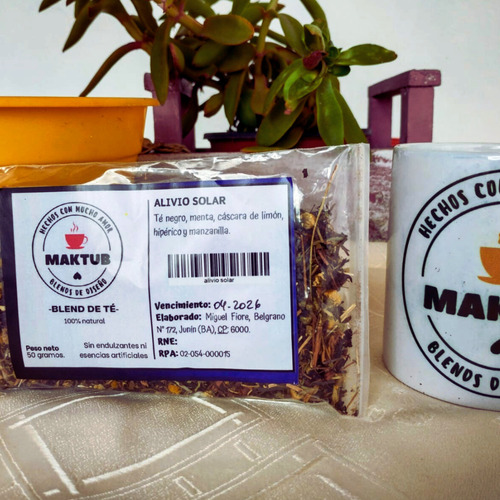 HECHOS CON MUCHO AMOR
MAKTUB
BLENDS DE DISEÑO
-BLEND DE TÉ-
100% natural
Peso neto
50 gramos.
Sin endulzantes ni
esencias artificiales
ALIVIO SOLAR
Té negro, menta, cáscara de limón,
hipérico y manzanilla.
alivio solar
Vencimiento: 04-2026
Elaborado: Miguel Fiore, Belgrano
N° 172, Junín (BA), CP: 6000.
RNE:
RPA: 02-054-000015
HECHOS CON
MAK
BLENDS D